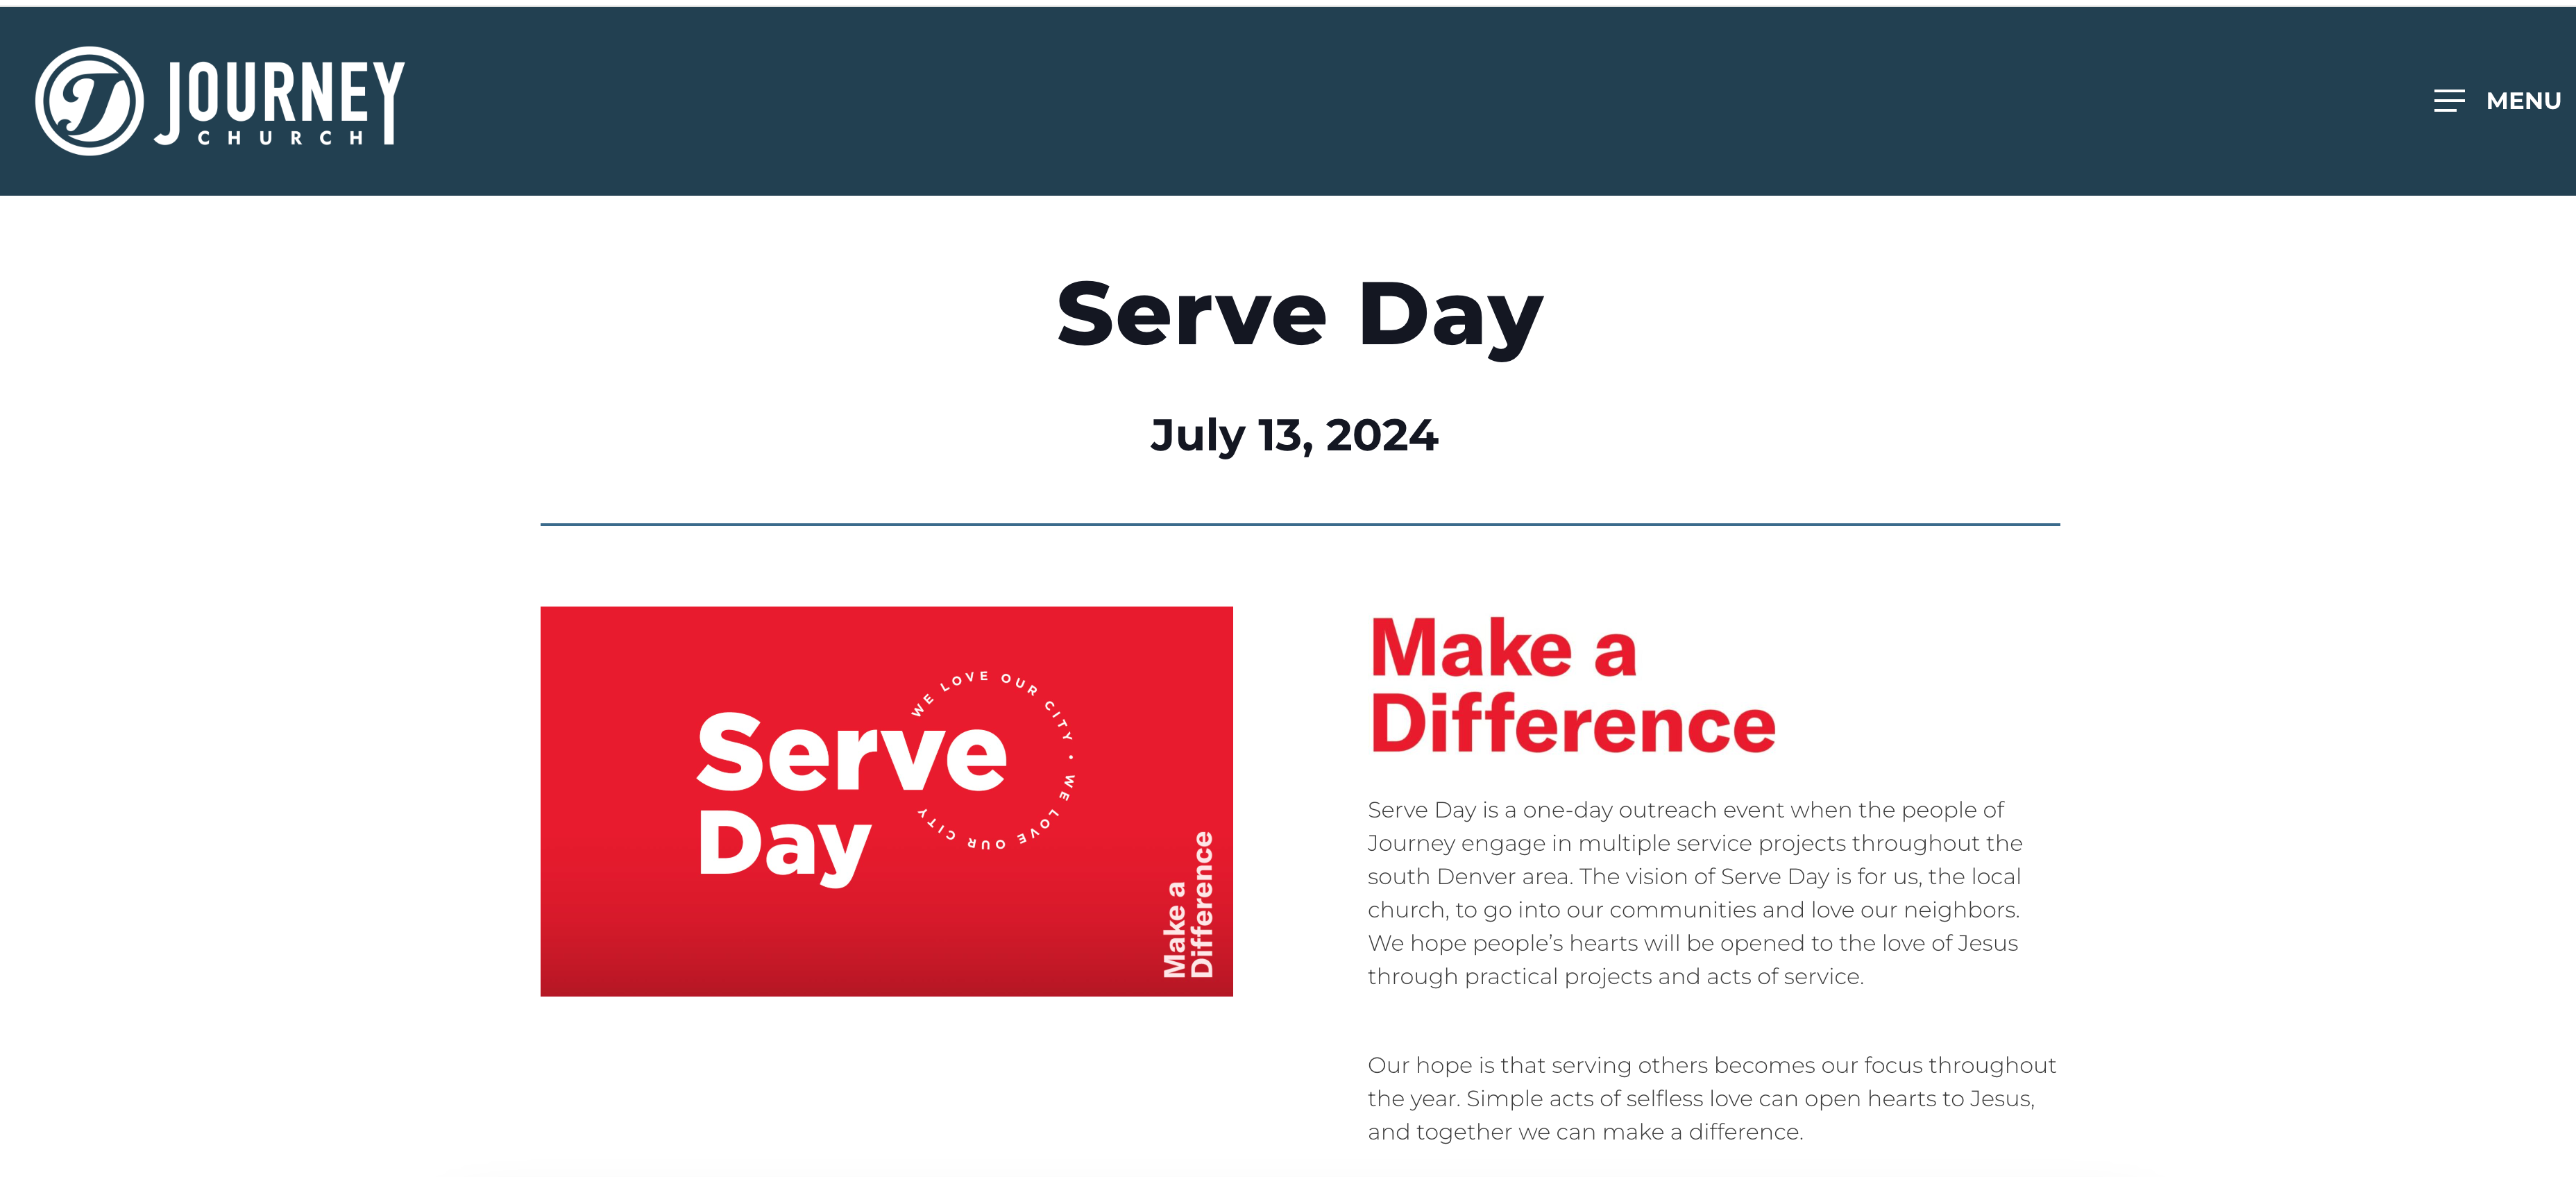 JOURNEY
CHURCH
MENU
Serve Day
July 13, 2024
Serve
Day
WE LOVE OUR CITY • WE LOVE OUR CITY
Make a
Difference
Make a
Difference
Serve Day is a one-day outreach event when the people of
Journey engage in multiple service projects throughout the
south Denver area. The vision of Serve Day is for us, the local
church, to go into our communities and love our neighbors.
We hope people’s hearts will be opened to the love of Jesus
through practical projects and acts of service.
Our hope is that serving others becomes our focus throughout
the year. Simple acts of selfless love can open hearts to Jesus,
and together we can make a difference.